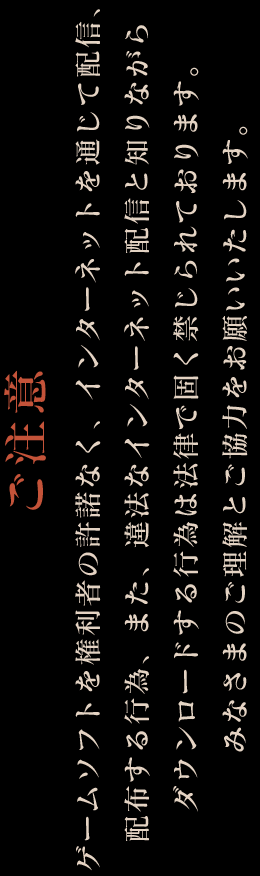 ご注意
ゲームソフトを権利者の許諾なく、インターネットを通じて配信、
配布する行為、また、違法なインターネット配信と知りながら
ダウンロードする行為は法律で固く禁じられております。
みなさまのご理解とご協力をお願いいたします。